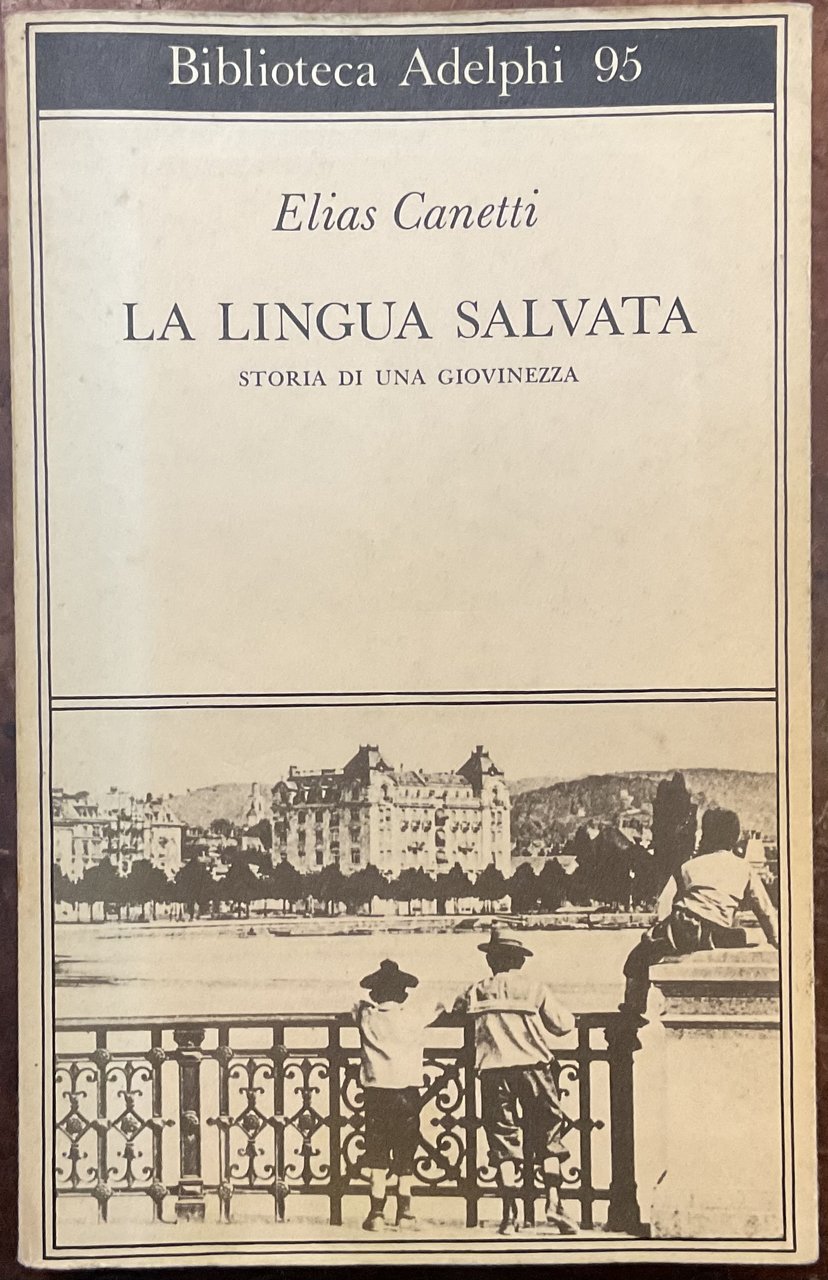 Biblioteca Adelphi 95
Elias Canetti
LA LINGUA SALVATA
STORIA DI UNA GIOVINEZZA